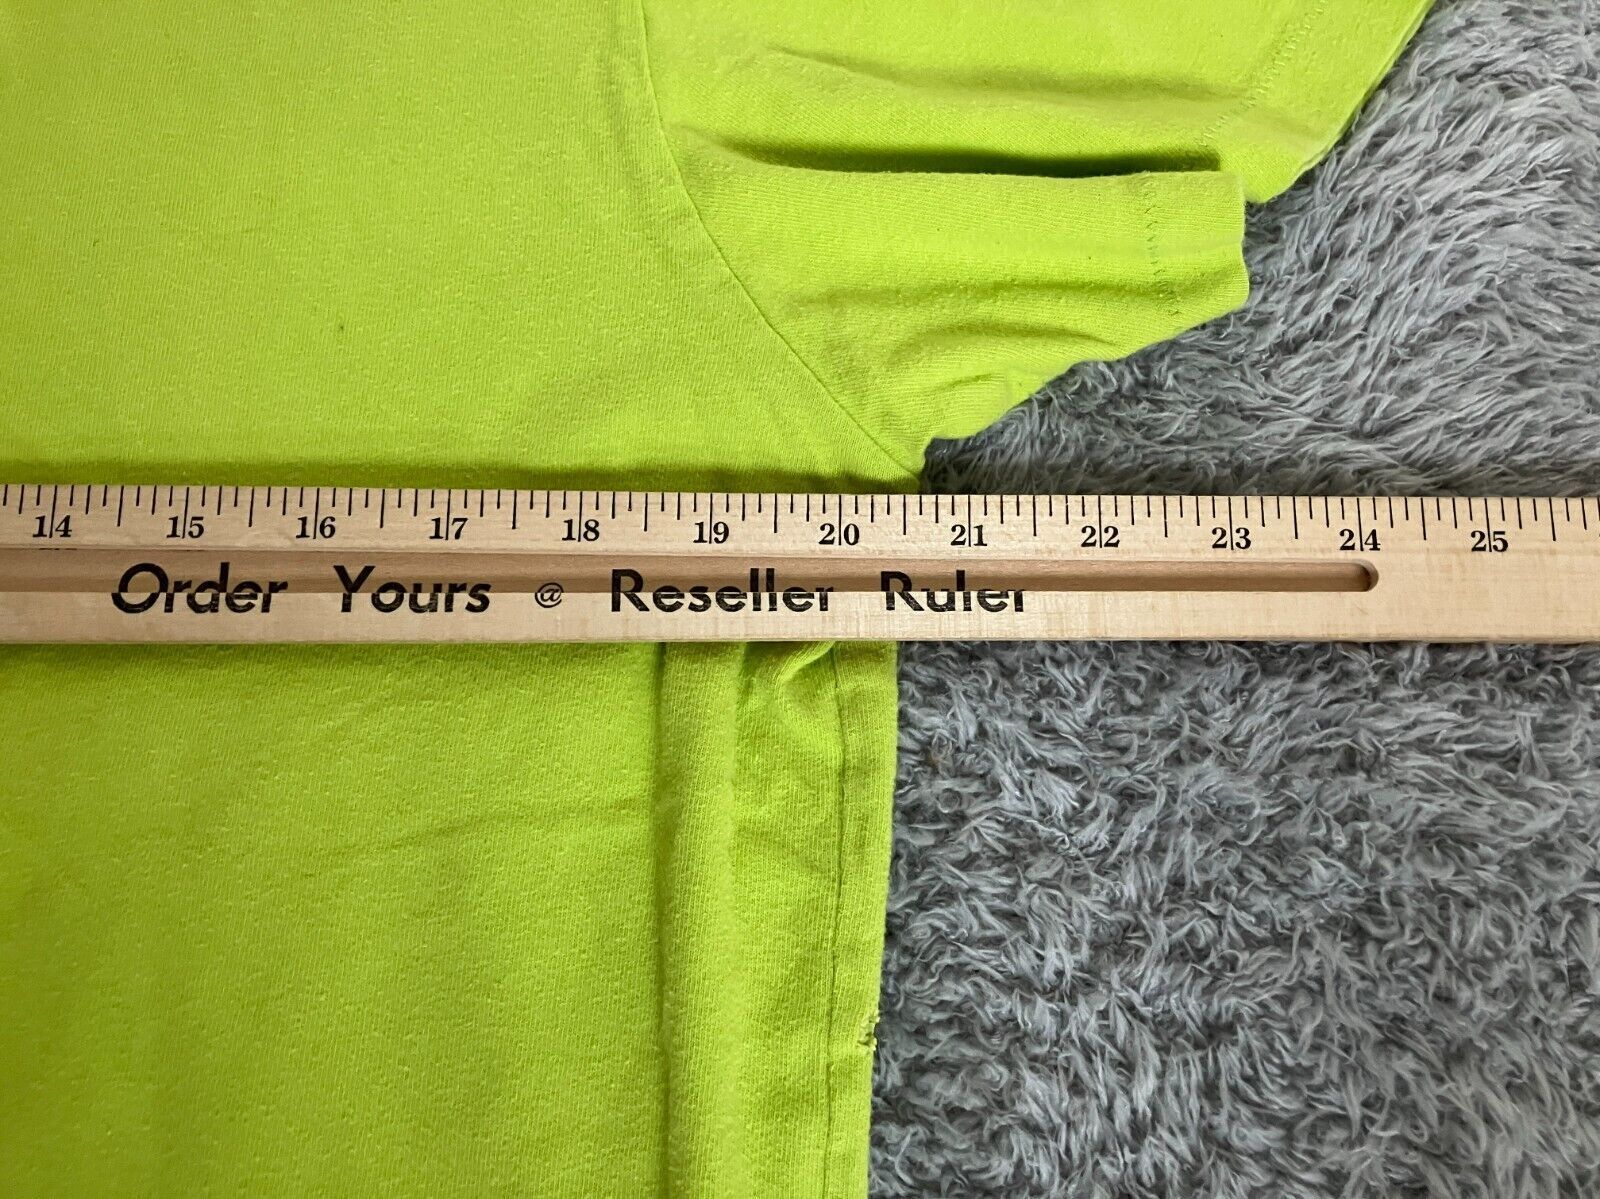 14 15 16 17 18 19 20 21 22 23 24 25
Order Yours @ Reseller Ruler